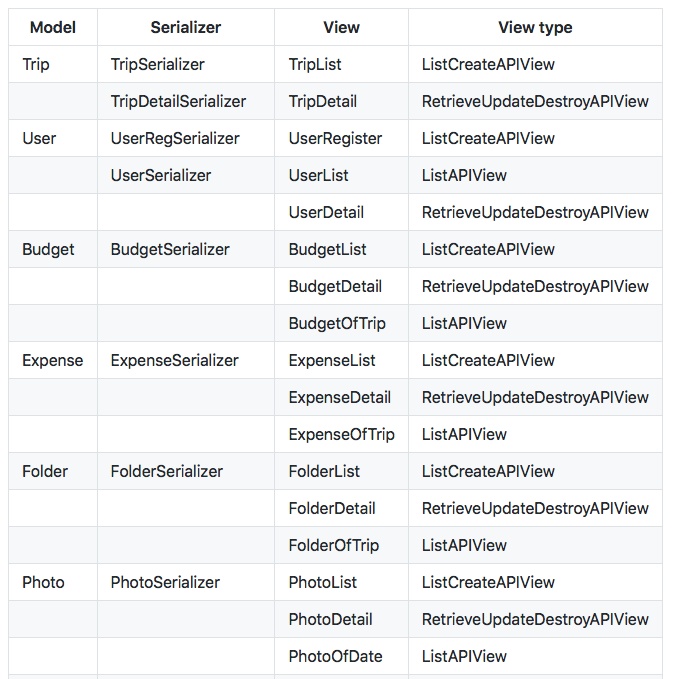 Model Serializer View View type
Trip TripSerializer TripList ListCreateAPIView
TripDetailSerializer TripDetail RetrieveUpdateDestroyAPIView
User UserRegSerializer UserRegister ListCreateAPIView
UserSerializer UserList ListAPIView
UserDetail RetrieveUpdateDestroyAPIView
Budget BudgetSerializer BudgetList ListCreateAPIView
BudgetDetail RetrieveUpdateDestroyAPIView
BudgetOfTrip ListAPIView
Expense ExpenseSerializer ExpenseList ListCreateAPIView
ExpenseDetail RetrieveUpdateDestroyAPIView
ExpenseOfTrip ListAPIView
Folder FolderSerializer FolderList ListCreateAPIView
FolderDetail RetrieveUpdateDestroyAPIView
FolderOfTrip ListAPIView
Photo PhotoSerializer PhotoList ListCreateAPIView
PhotoDetail RetrieveUpdateDestroyAPIView
PhotoOfDate ListAPIView